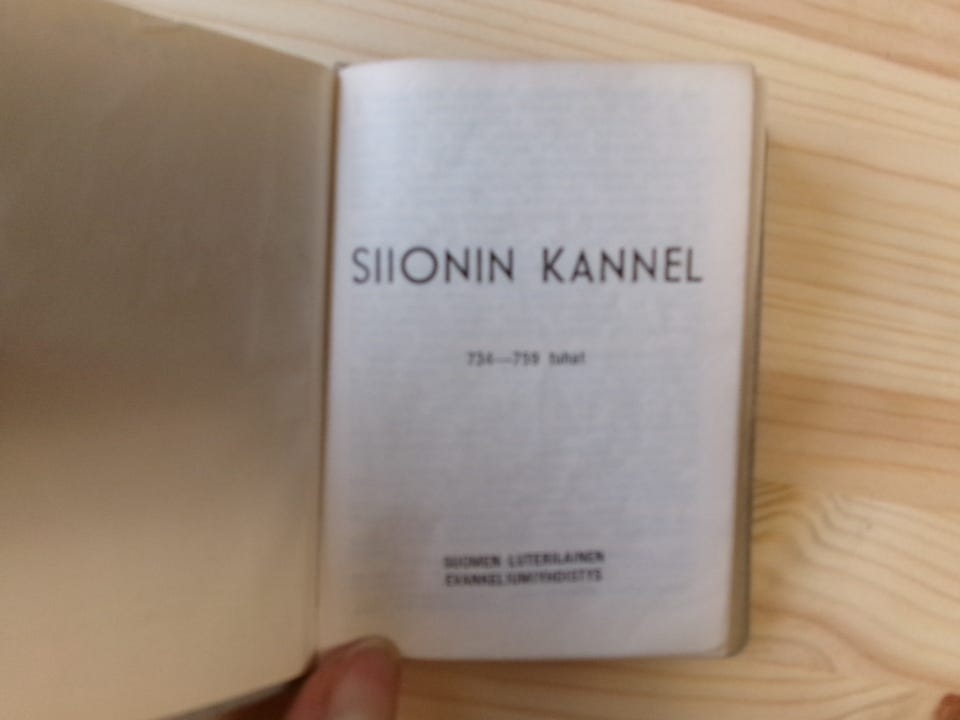 SIIONIN KANNEL
734—759 tuhat
SUOMEN LUTERILAINEN
EVANKELIUMIYHDISTYS